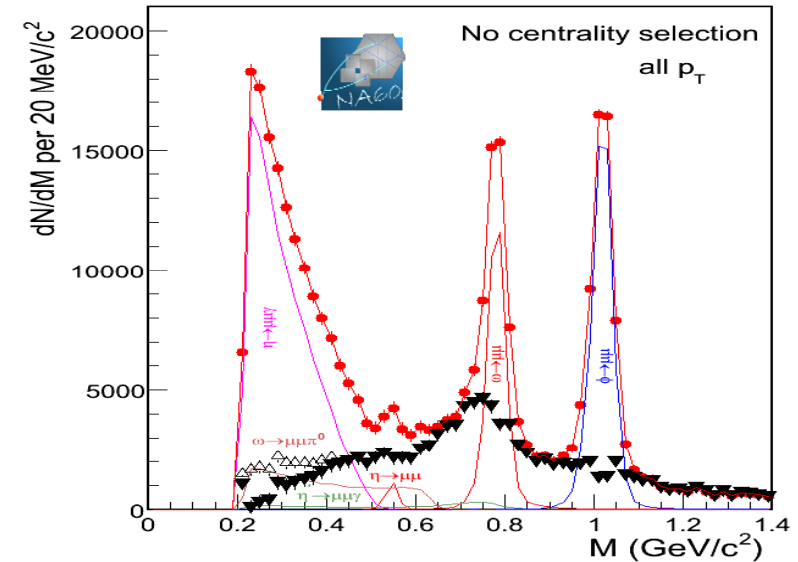 No centrality selection
all p_T
NA60
dN/dM per 20 MeV/c²
20000
15000
10000
5000
0
η→μμγ
ω→μμ
φ→μμ
ω→μμπ⁰
η→μμ
η→μμγ
0 0.2 0.4 0.6 0.8 1 1.2 1.4
M (GeV/c²)